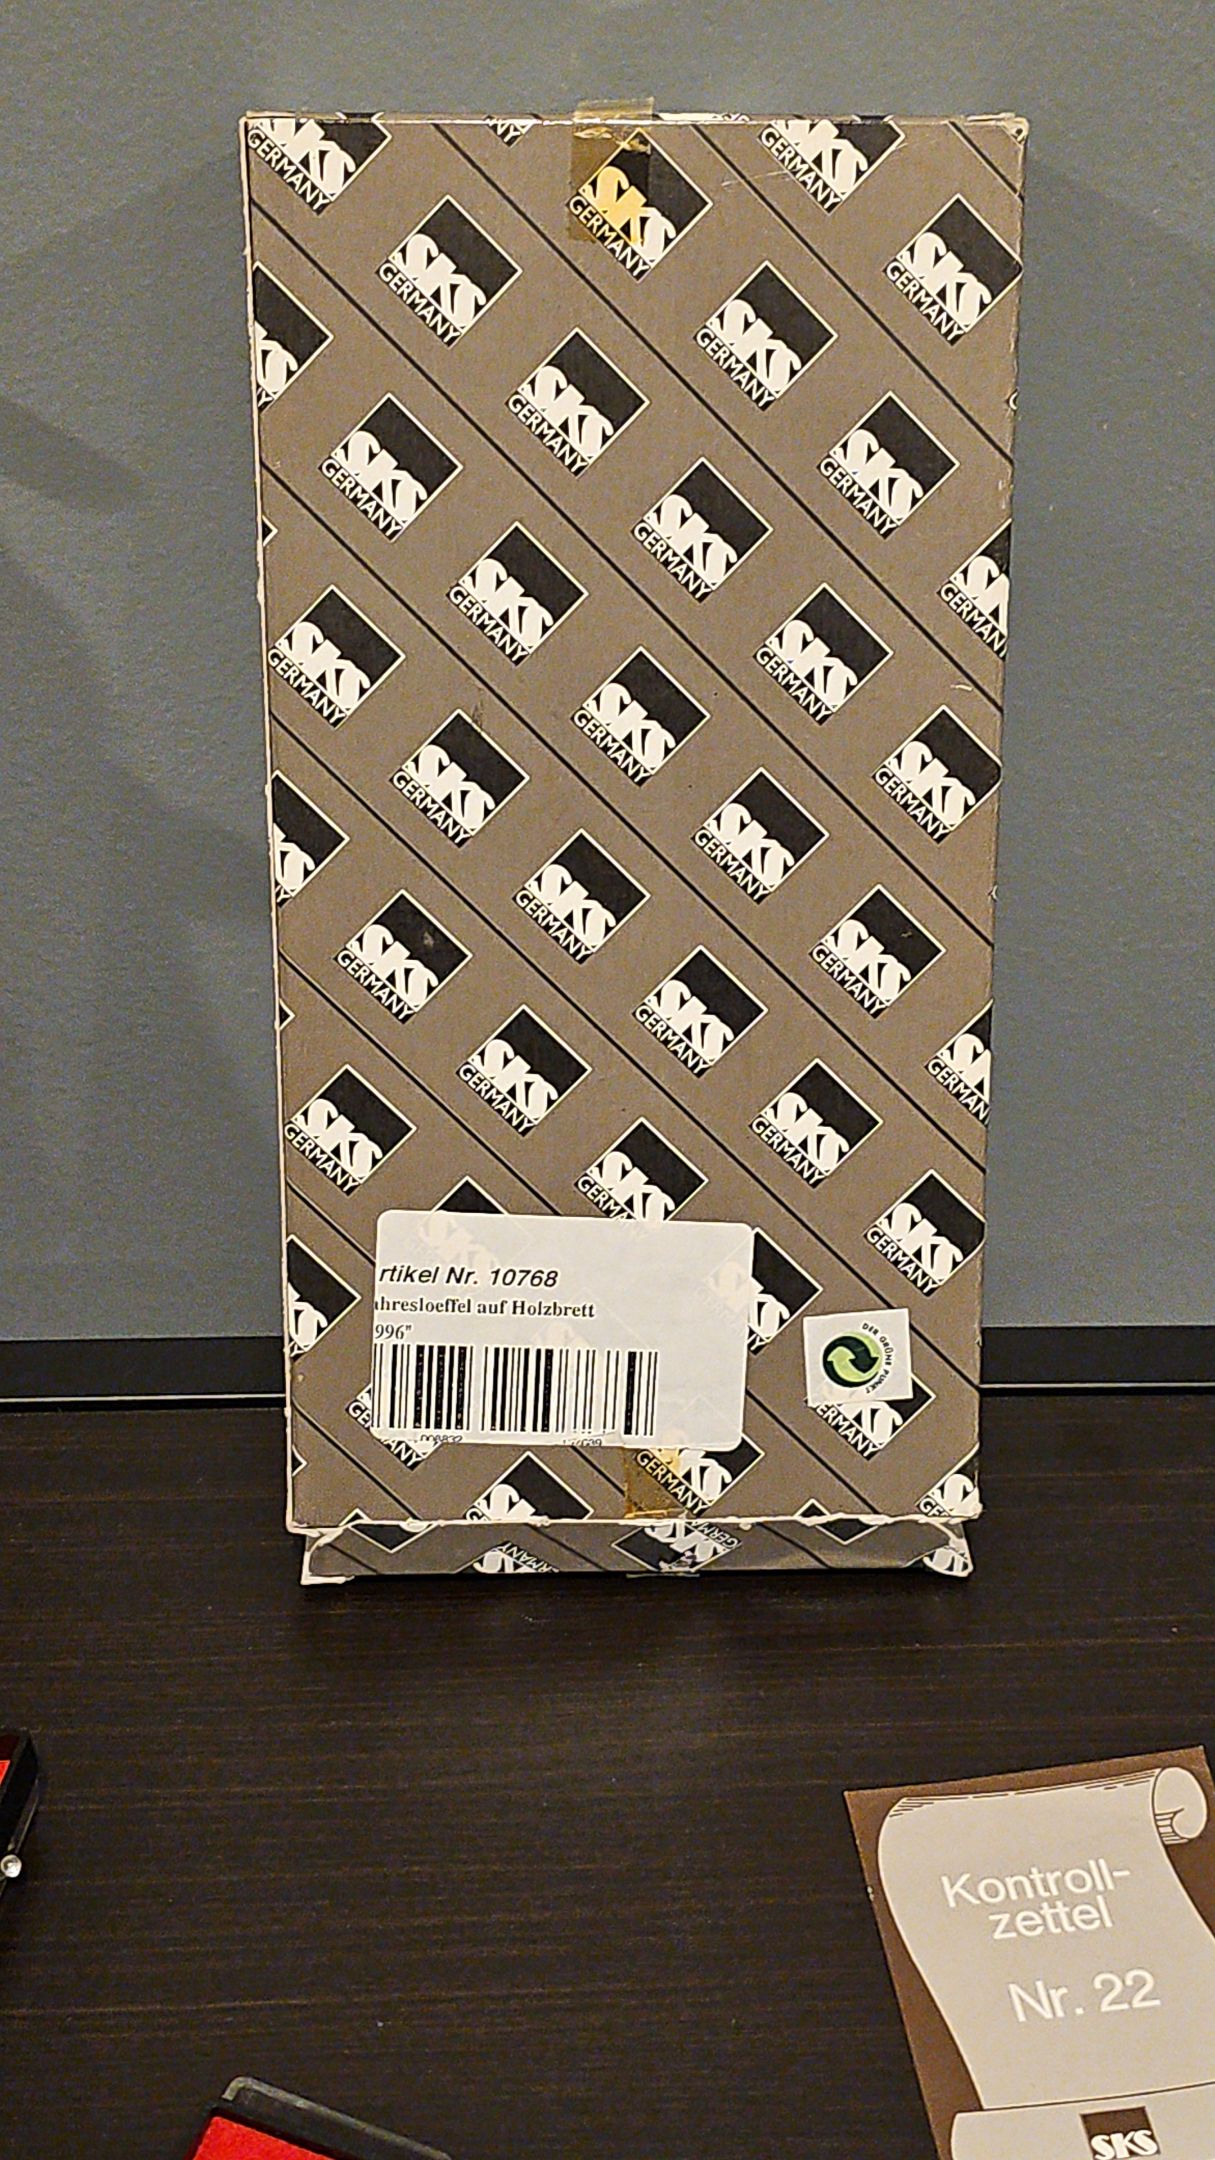 SKS GERMANY
rtikel Nr. 10768
hresloeffel auf Holzbrett
996"
DER GRÜNE PUNKT
Kontroll-
zettel
Nr. 22
SKS